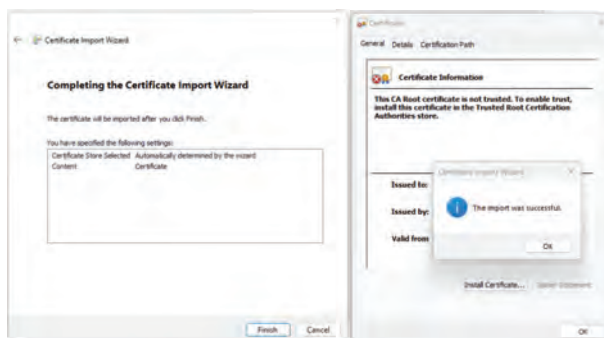 Certificate Import Wizard
Completing the Certificate Import Wizard
The certificate will be imported after you click Finish.
You have specified the following settings:
Certificate Store Selected Automatically determined by the wizard
Content Certificate
Finish Cancel
Certificate
General Details Certification Path
Certificate Information
This CA Root certificate is not trusted. To enable trust,
install this certificate in the Trusted Root Certification
Authorities store.
Certificate Import Wizard
The import was successful.
OK
Issued to:
Issued by:
Valid from
Install Certificate... Issuer Statement
OK